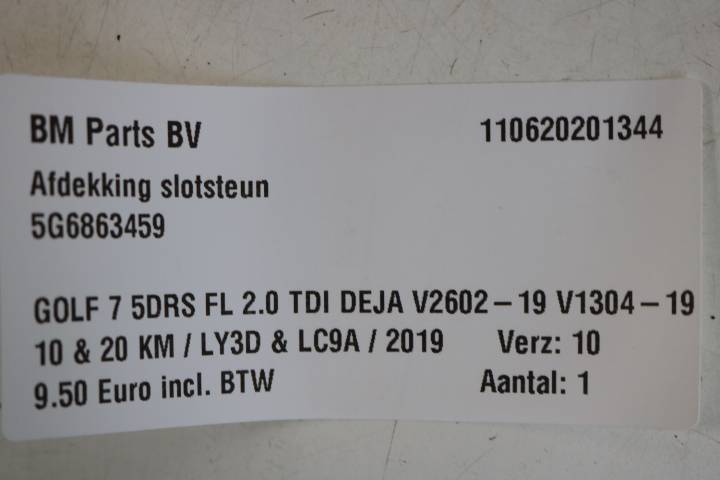 BM Parts BV 110620201344
Afdekking slotsteun
5G6863459
GOLF 7 5DRS FL 2.0 TDI DEJA V2602 – 19 V1304 – 19
10 & 20 KM / LY3D & LC9A / 2019 Verz: 10
9.50 Euro incl. BTW Aantal: 1